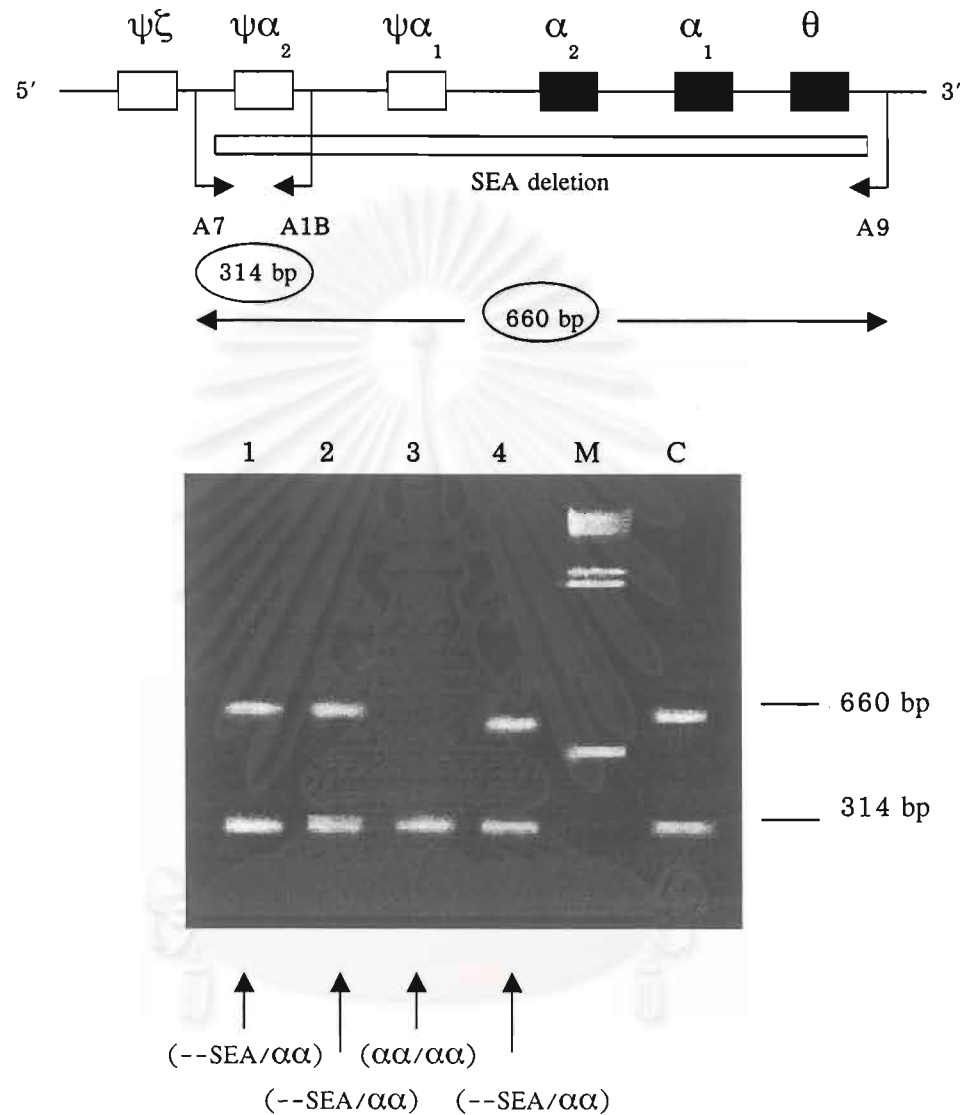 ψζ ψα2 ψα1 α2 α1 θ
5′ 3′
SEA deletion
A7 A1B A9
314 bp
660 bp
1 2 3 4 M C
660 bp
314 bp
(--SEA/αα) (αα/αα)
(--SEA/αα) (--SEA/αα)